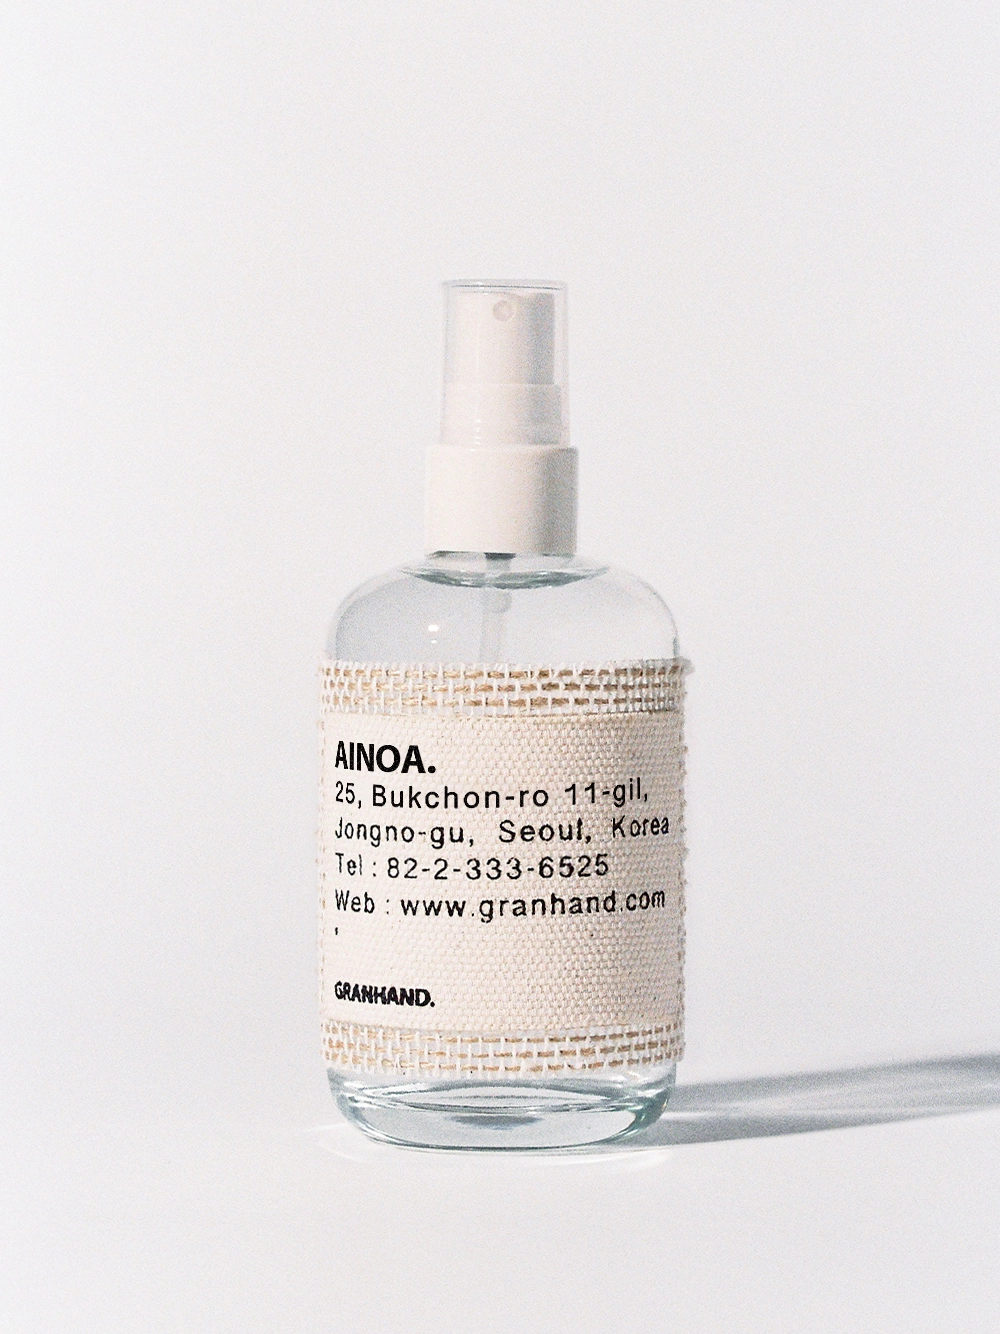 AINOA.
25, Bukchon-ro 11-gil,
Jongno-gu, Seoul, Korea
Tel : 82-2-333-6525
Web : www.granhand.com
GRANHAND.